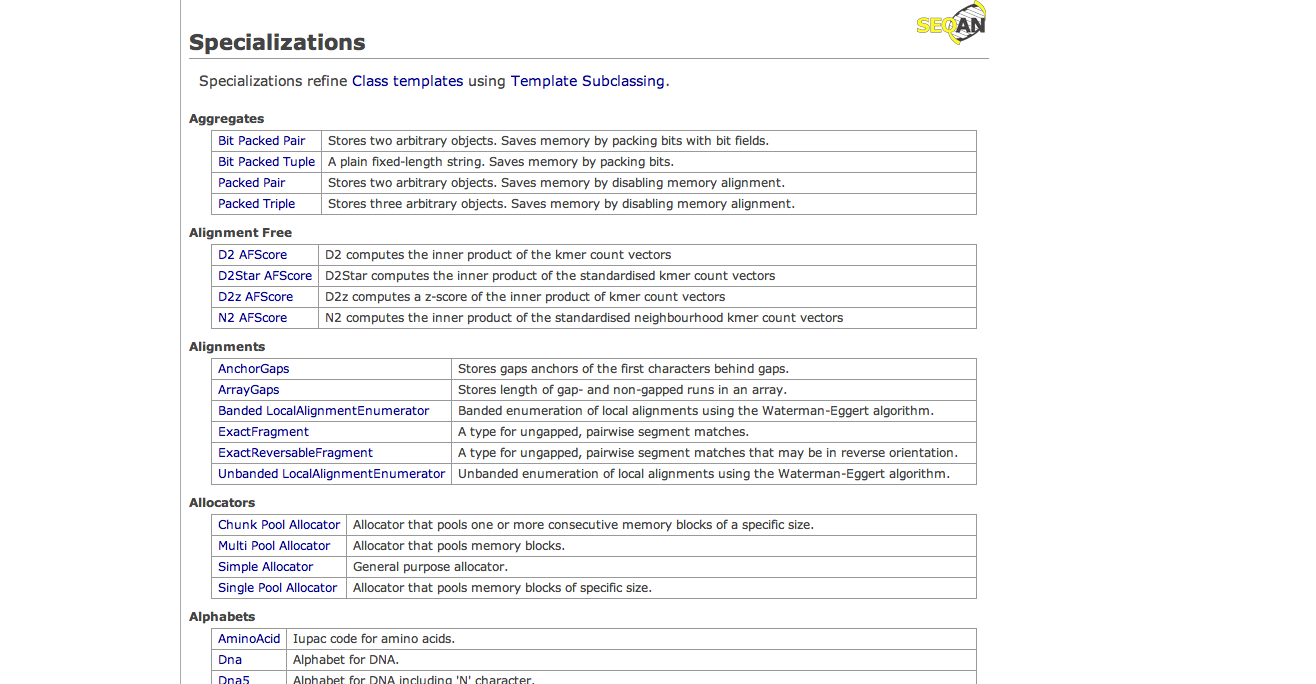 SEQAN
Specializations
Specializations refine Class templates using Template Subclassing.
Aggregates
Bit Packed Pair Stores two arbitrary objects. Saves memory by packing bits with bit fields.
Bit Packed Tuple A plain fixed-length string. Saves memory by packing bits.
Packed Pair Stores two arbitrary objects. Saves memory by disabling memory alignment.
Packed Triple Stores three arbitrary objects. Saves memory by disabling memory alignment.
Alignment Free
D2 AFScore D2 computes the inner product of the kmer count vectors
D2Star AFScore D2Star computes the inner product of the standardised kmer count vectors
D2z AFScore D2z computes a z-score of the inner product of kmer count vectors
N2 AFScore N2 computes the inner product of the standardised neighbourhood kmer count vectors
Alignments
AnchorGaps Stores gaps anchors of the first characters behind gaps.
ArrayGaps Stores length of gap- and non-gapped runs in an array.
Banded LocalAlignmentEnumerator Banded enumeration of local alignments using the Waterman-Eggert algorithm.
ExactFragment A type for ungapped, pairwise segment matches.
ExactReversableFragment A type for ungapped, pairwise segment matches that may be in reverse orientation.
Unbanded LocalAlignmentEnumerator Unbanded enumeration of local alignments using the Waterman-Eggert algorithm.
Allocators
Chunk Pool Allocator Allocator that pools one or more consecutive memory blocks of a specific size.
Multi Pool Allocator Allocator that pools memory blocks.
Simple Allocator General purpose allocator.
Single Pool Allocator Allocator that pools memory blocks of specific size.
Alphabets
AminoAcid Iupac code for amino acids.
Dna Alphabet for DNA.
Dna5 Alphabet for DNA including 'N' character.